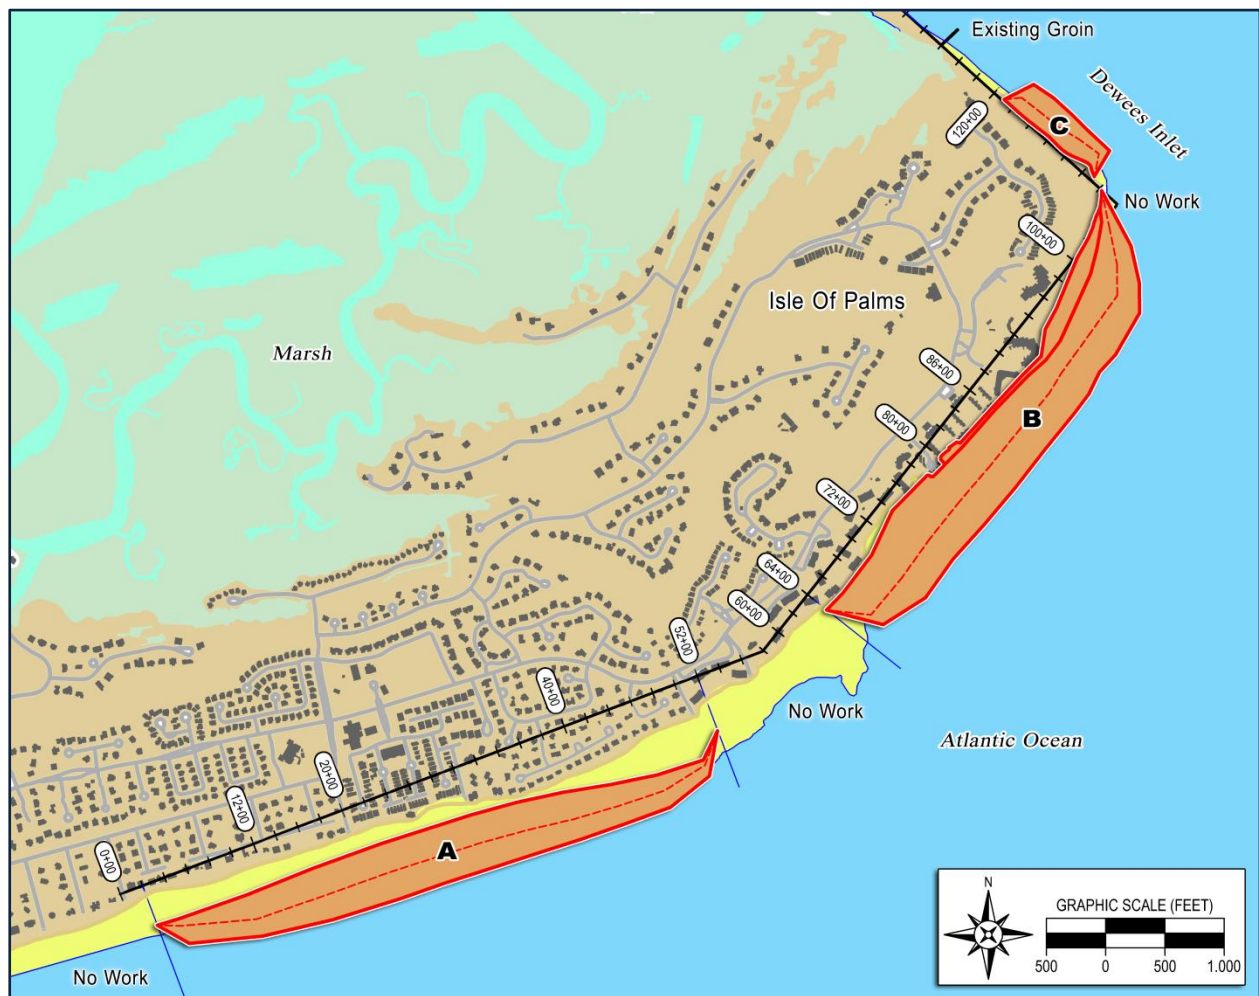 Existing Groin
Dewees Inlet
C
120+00
No Work
100+00
Isle Of Palms
Marsh
86+00
B
80+00
72+00
64+00
60+00
52+00
40+00
No Work
Atlantic Ocean
20+00
12+00
A
0+00
No Work
N
GRAPHIC SCALE (FEET)
500 0 500 1.000